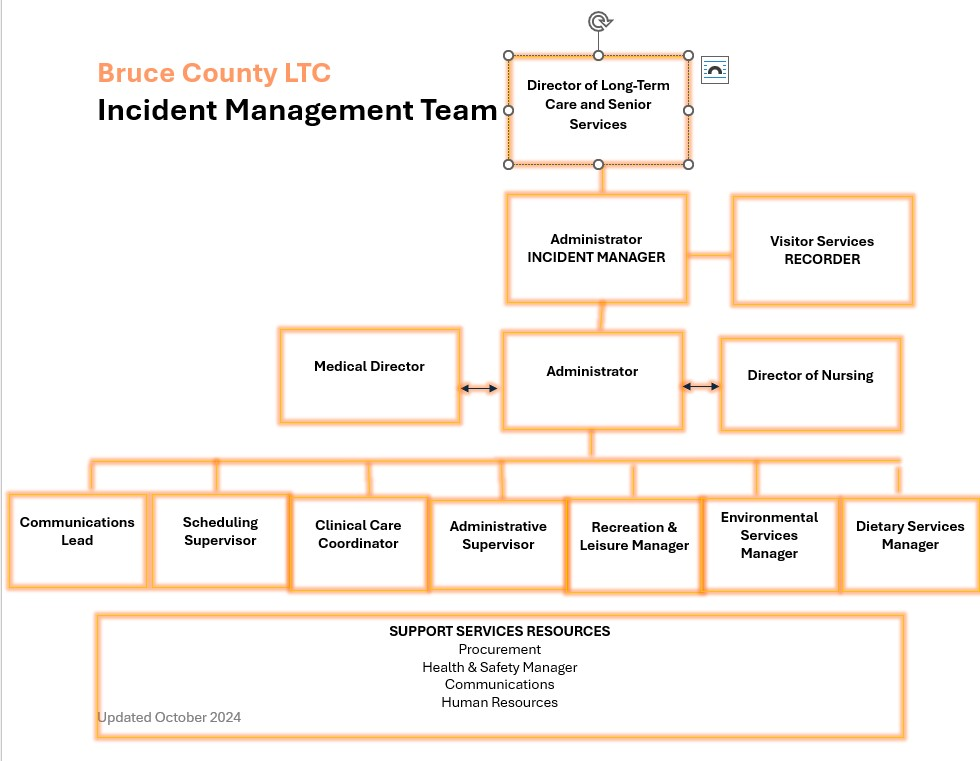 Bruce County LTC
Incident Management Team
Director of Long-Term
Care and Senior
Services
Administrator
INCIDENT MANAGER
Visitor Services
RECORDER
Medical Director
Administrator
Director of Nursing
Communications
Lead
Scheduling
Supervisor
Clinical Care
Coordinator
Administrative
Supervisor
Recreation &
Leisure Manager
Environmental
Services
Manager
Dietary Services
Manager
SUPPORT SERVICES RESOURCES
Procurement
Health & Safety Manager
Communications
Human Resources
Updated October 2024